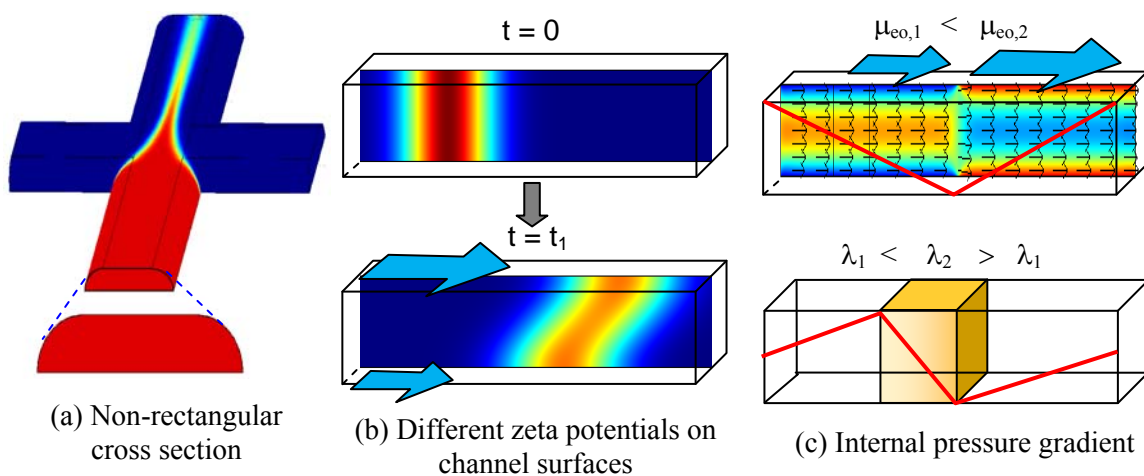 t = 0
t = t₁
μeo,1 < μeo,2
λ₁ < λ₂ > λ₁
(a) Non-rectangular
cross section
(b) Different zeta potentials on
channel surfaces
(c) Internal pressure gradient